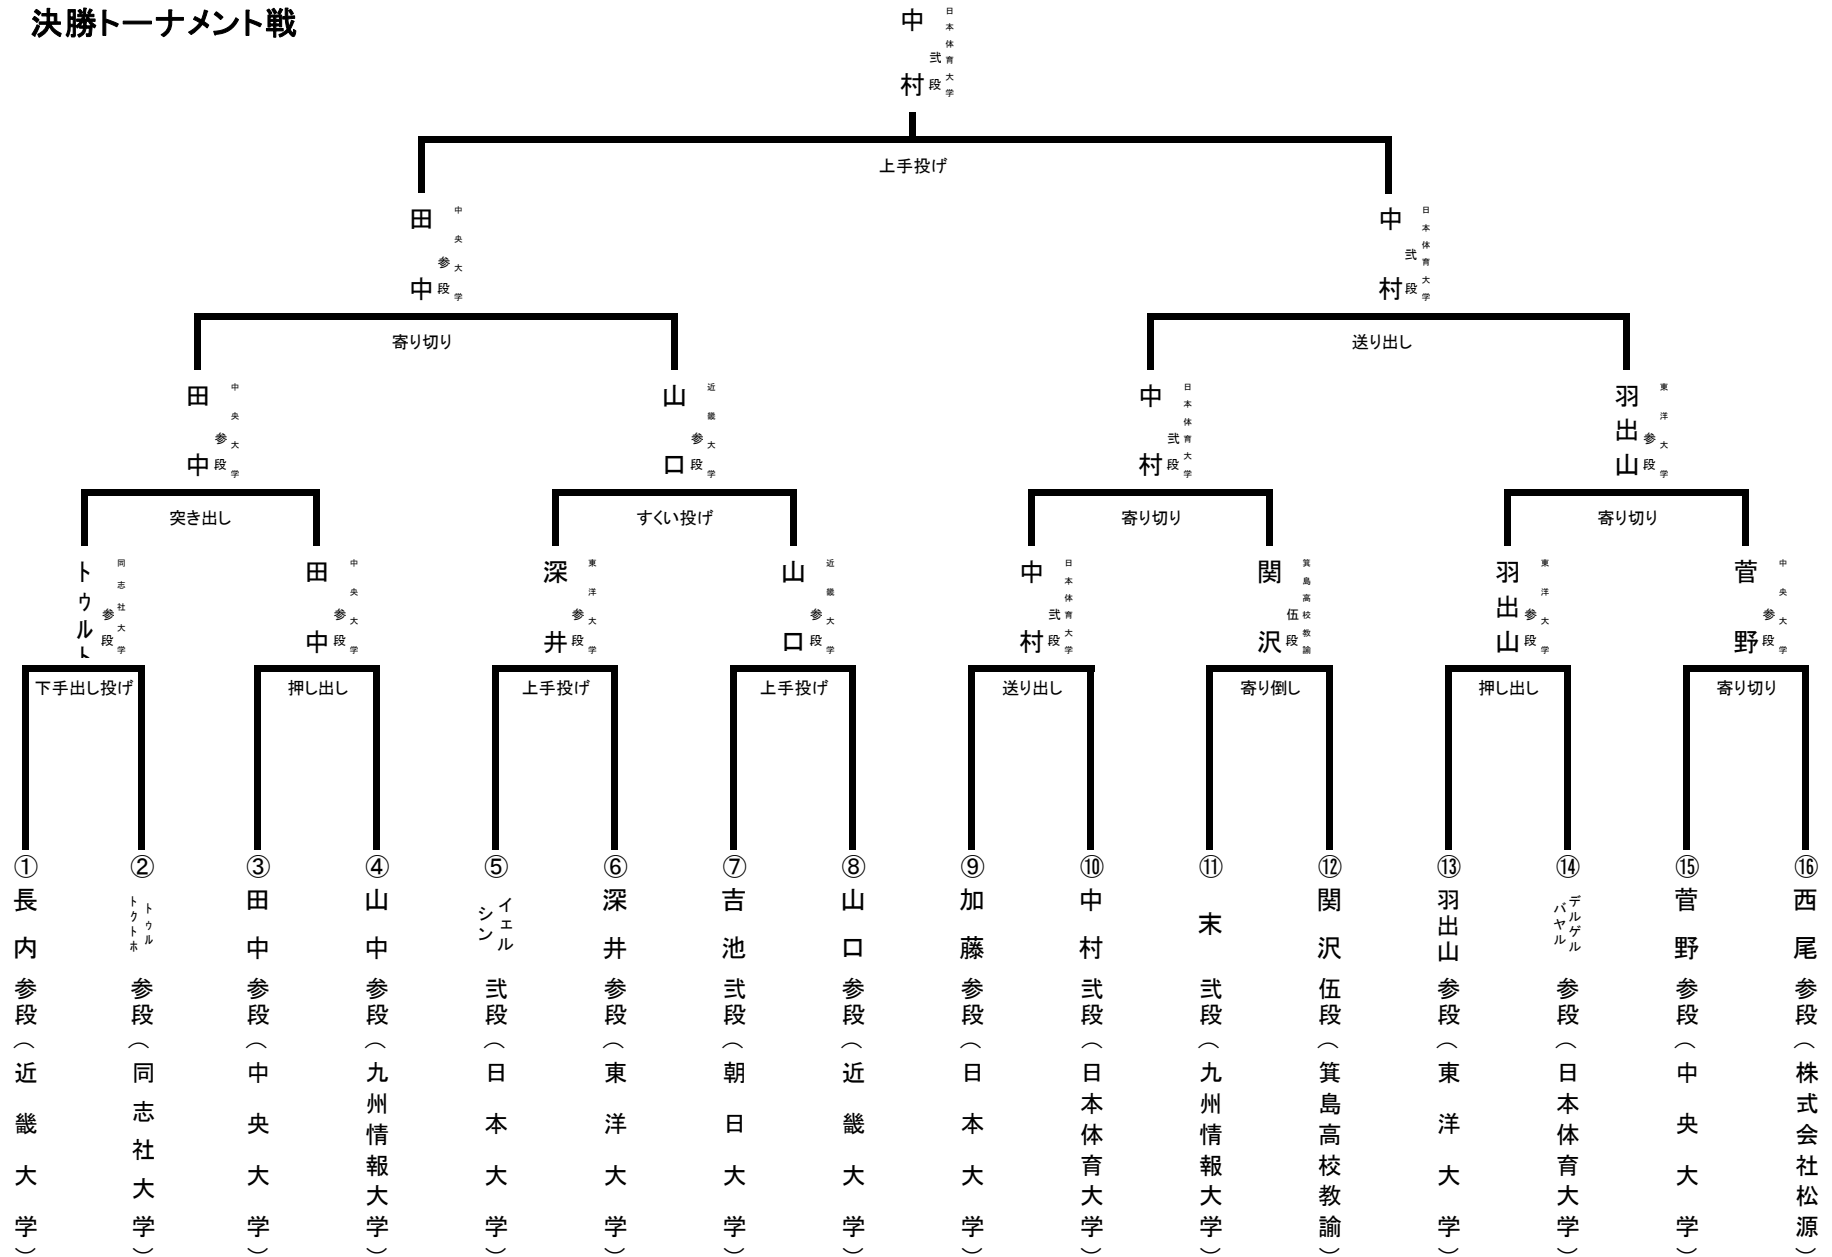 決勝トーナメント戦
中村 弐段 日本体育大学
上手投げ
田中 参段 中央大学
中村 弐段 日本体育大学
寄り切り
送り出し
田中 参段 中央大学
山口 参段 近畿大学
中村 弐段 日本体育大学
羽出山 参段 東洋大学
突き出し
すくい投げ
寄り切り
寄り切り
トゥルト 参段 同志社大学
田中 参段 中央大学
深井 参段 東洋大学
山口 参段 近畿大学
中村 弐段 日本体育大学
関沢 伍段 箕島高校教諭
羽出山 参段 東洋大学
菅野 参段 中央大学
下手出し投げ
押し出し
上手投げ
上手投げ
送り出し
寄り倒し
押し出し
寄り切り
①長内 参段（近畿大学）
②トゥル トクトホ 参段（同志社大学）
③田中 参段（中央大学）
④山中 参段（九州情報大学）
⑤イェルシン 弐段（日本大学）
⑥深井 参段（東洋大学）
⑦吉池 弐段（朝日大学）
⑧山口 参段（近畿大学）
⑨加藤 参段（日本大学）
⑩中村 弐段（日本体育大学）
⑪末 弐段（九州情報大学）
⑫関沢 伍段（箕島高校教諭）
⑬羽出山 参段（東洋大学）
⑭デルゲルバヤル 参段（日本体育大学）
⑮菅野 参段（中央大学）
⑯西尾 参段（株式会社松源）